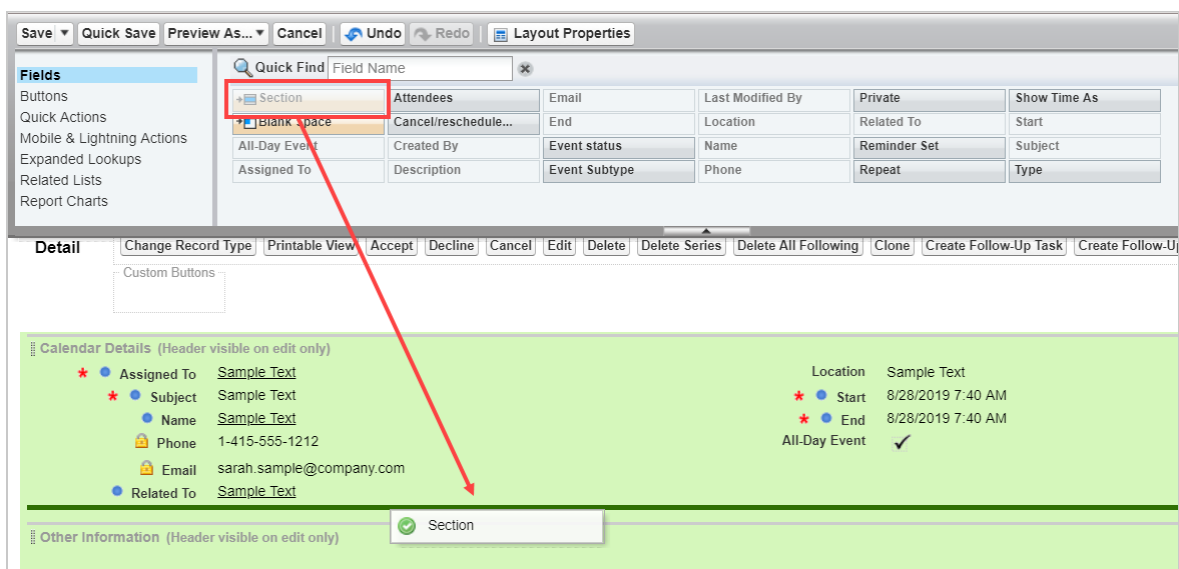 Save Quick Save Preview As... Cancel Undo Redo Layout Properties
Fields
Buttons
Quick Actions
Mobile & Lightning Actions
Expanded Lookups
Related Lists
Report Charts
Quick Find Field Name
Section Attendees Email Last Modified By Private Show Time As
Blank Space Cancel/reschedule... End Location Related To Start
All-Day Event Created By Event status Name Reminder Set Subject
Assigned To Description Event Subtype Phone Repeat Type
Detail Change Record Type Printable View Accept Decline Cancel Edit Delete Delete Series Delete All Following Clone Create Follow-Up Task Create Follow-U
Custom Buttons
Calendar Details (Header visible on edit only)
* Assigned To Sample Text Location Sample Text
* Subject Sample Text * Start 8/28/2019 7:40 AM
Name Sample Text * End 8/28/2019 7:40 AM
Phone 1-415-555-1212 All-Day Event
Email sarah.sample@company.com
Related To Sample Text
Section
Other Information (Header visible on edit only)